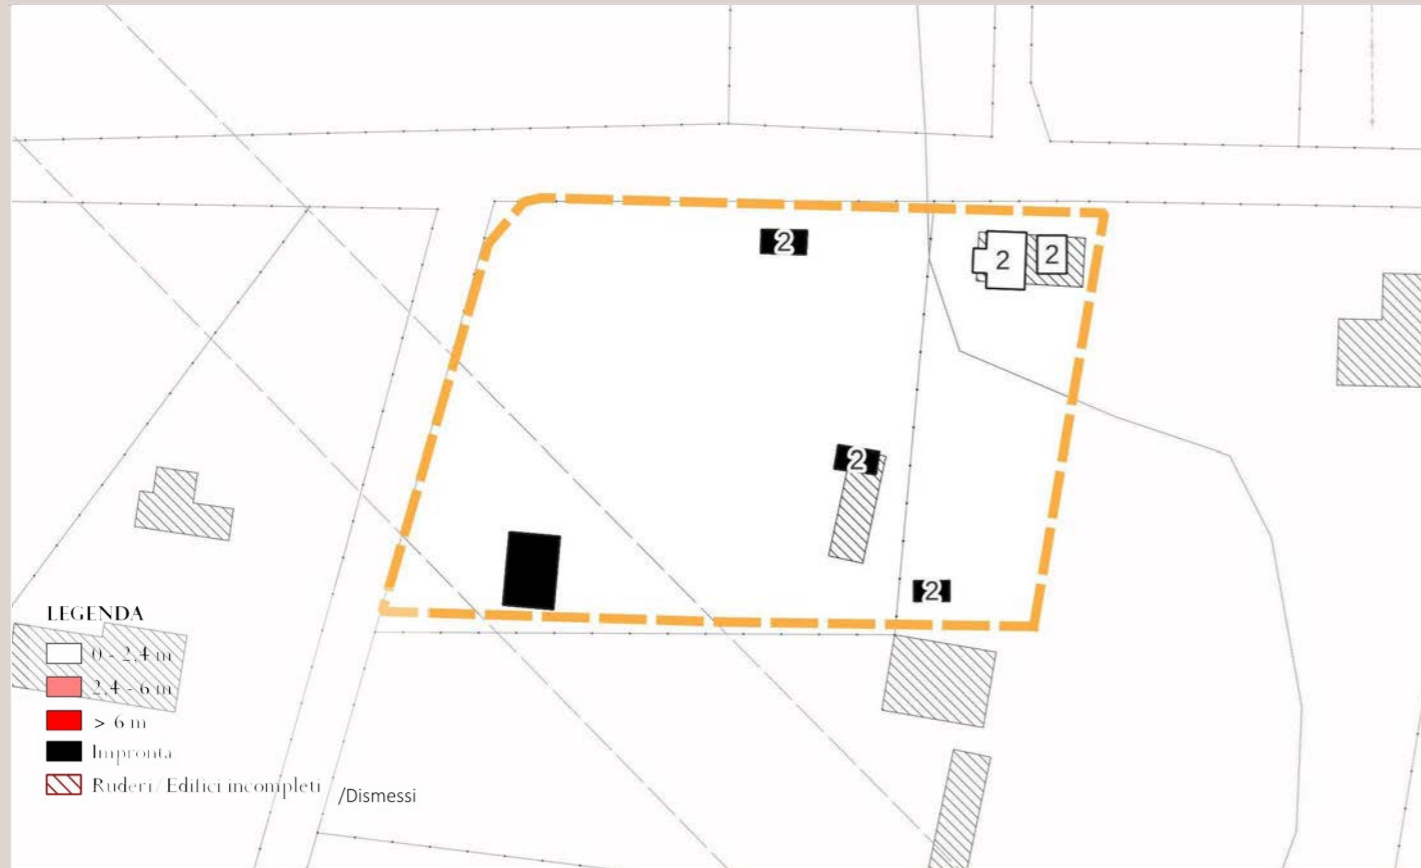 2
2
2
2
2
LEGENDA
0 - 2,4 m
2,4 - 6 m
> 6 m
Impronta
Ruderi / Edifici incompleti /Dismessi